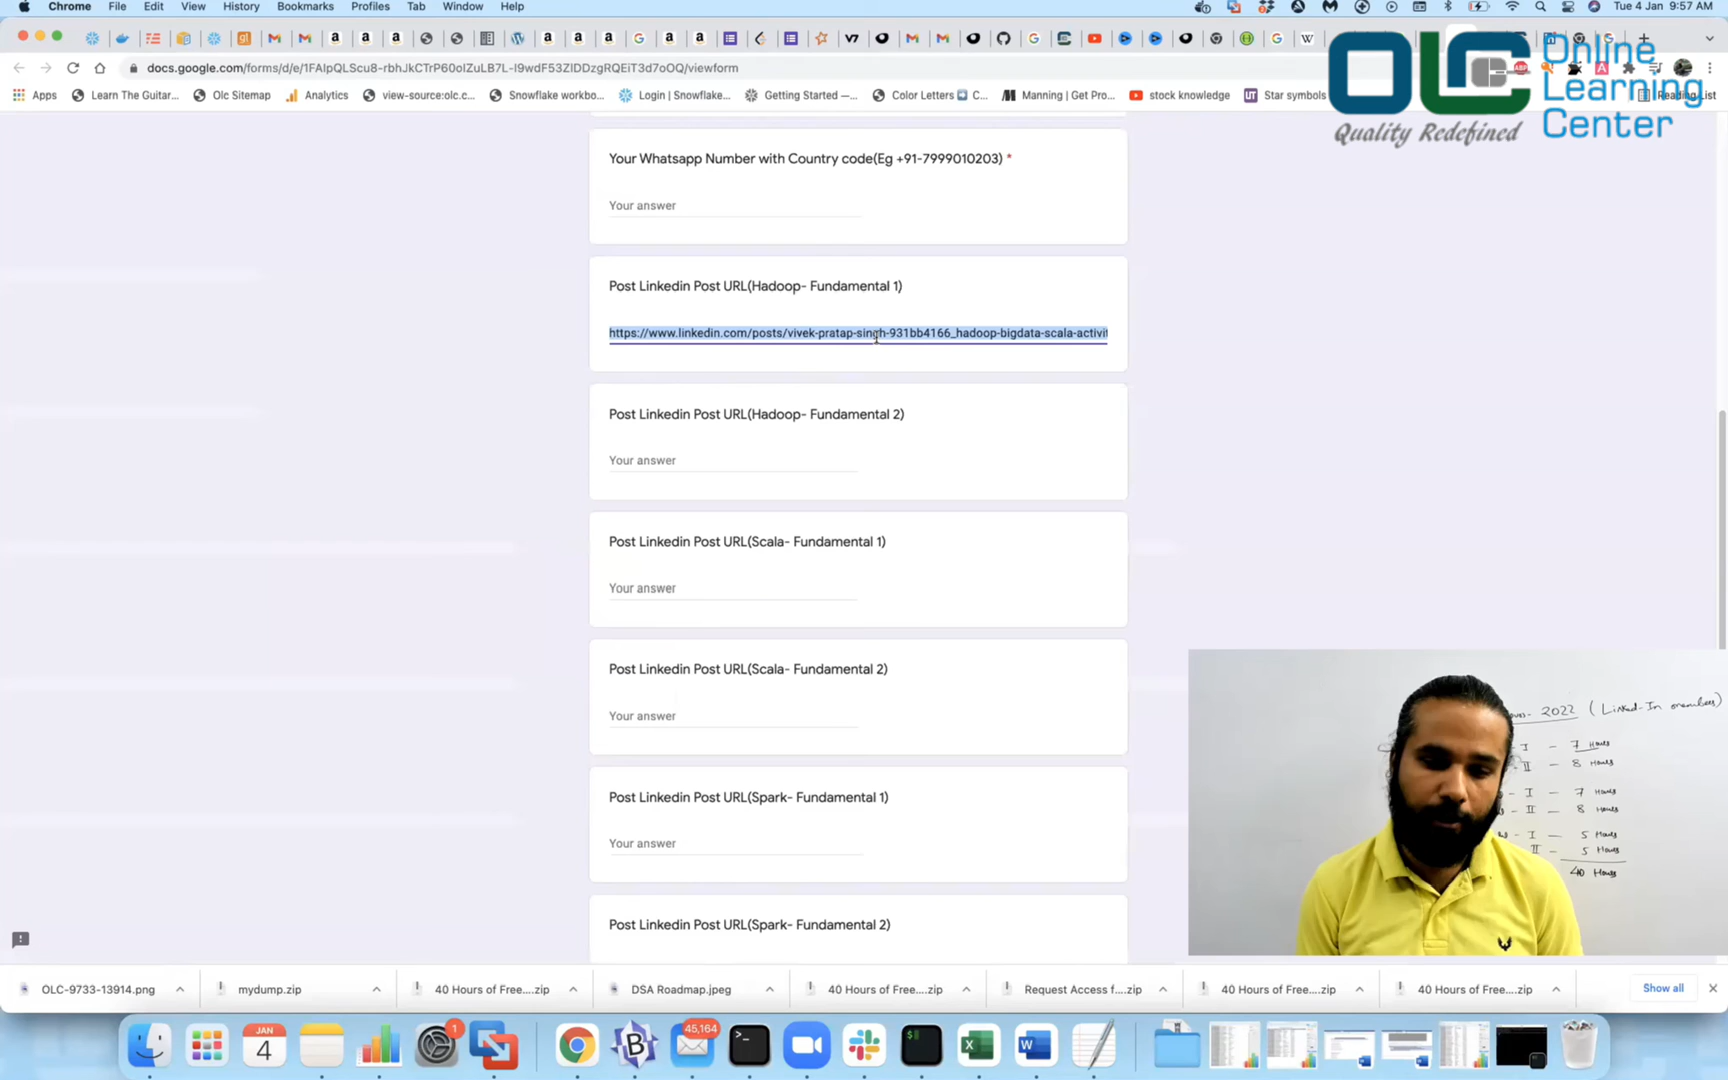 Chrome File Edit View History Bookmarks Profiles Tab Window Help
Tue 4 Jan 9:57 AM
docs.google.com/forms/d/e/1FAIpQLScu8-rbhJkCTrP60oIZuLB7L-l9wdF53ZIDDzgRQEiT3d7oOQ/viewform
Apps Learn The Guitar... Olc Sitemap Analytics view-source:olc.c... Snowflake workbo... Login | Snowflake... Getting Started —... Color Letters C... Manning | Get Pro... stock knowledge Star symbols Reading List
OLC Online Learning Center
Quality Redefined
Your Whatsapp Number with Country code(Eg +91-7999010203) *
Your answer
Post Linkedin Post URL(Hadoop- Fundamental 1)
https://www.linkedin.com/posts/vivek-pratap-singh-931bb4166_hadoop-bigdata-scala-activit
Post Linkedin Post URL(Hadoop- Fundamental 2)
Your answer
Post Linkedin Post URL(Scala- Fundamental 1)
Your answer
Post Linkedin Post URL(Scala- Fundamental 2)
Your answer
Post Linkedin Post URL(Spark- Fundamental 1)
Your answer
Post Linkedin Post URL(Spark- Fundamental 2)
2022 (Linked-In members)
I - 7 Hours
II - 8 Hours
I - 7 Hours
II - 8 Hours
I - 5 Hours
II - 5 Hours
40 Hours
OLC-9733-13914.png mydump.zip 40 Hours of Free....zip DSA Roadmap.jpeg 40 Hours of Free....zip Request Access f....zip 40 Hours of Free....zip 40 Hours of Free....zip Show all
JAN
4
1
45,164